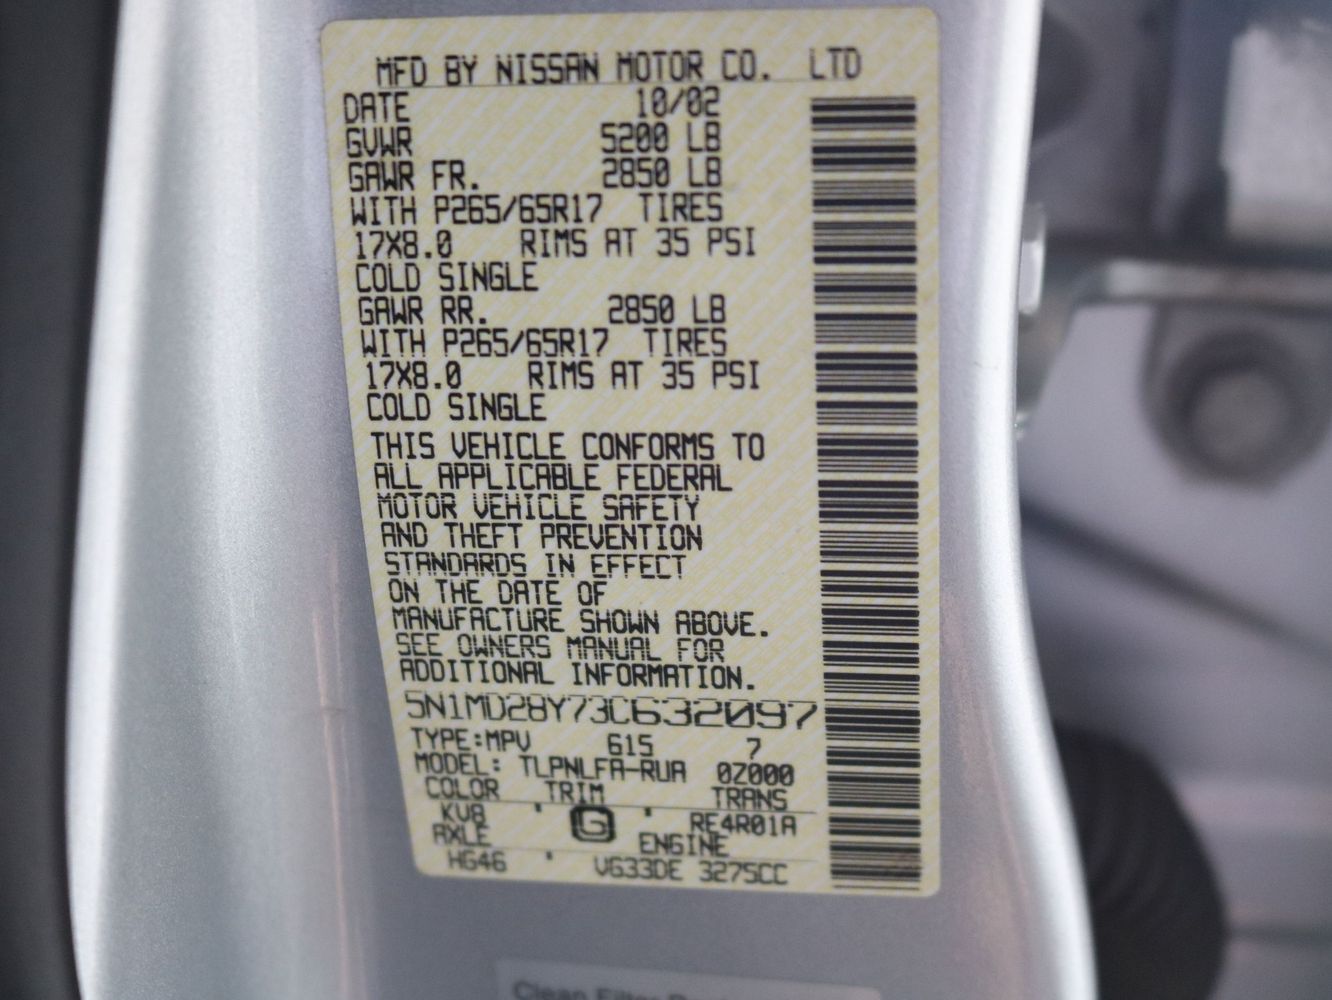 MFD BY NISSAN MOTOR CO. LTD
DATE 10/02
GVWR 5200 LB
GAWR FR. 2850 LB
WITH P265/65R17 TIRES
17X8.0 RIMS AT 35 PSI
COLD SINGLE
GAWR RR. 2850 LB
WITH P265/65R17 TIRES
17X8.0 RIMS AT 35 PSI
COLD SINGLE
THIS VEHICLE CONFORMS TO
ALL APPLICABLE FEDERAL
MOTOR VEHICLE SAFETY
AND THEFT PREVENTION
STANDARDS IN EFFECT
ON THE DATE OF
MANUFACTURE SHOWN ABOVE.
SEE OWNERS MANUAL FOR
ADDITIONAL INFORMATION.
5N1MD28Y73C632097
TYPE:MPV 615 7
MODEL: TLPNLFA-RUA 0Z000
COLOR TRIM TRANS
KV8 G RE4R01A
AXLE ENGINE
HG46 VG33DE 3275CC
Clean Filter